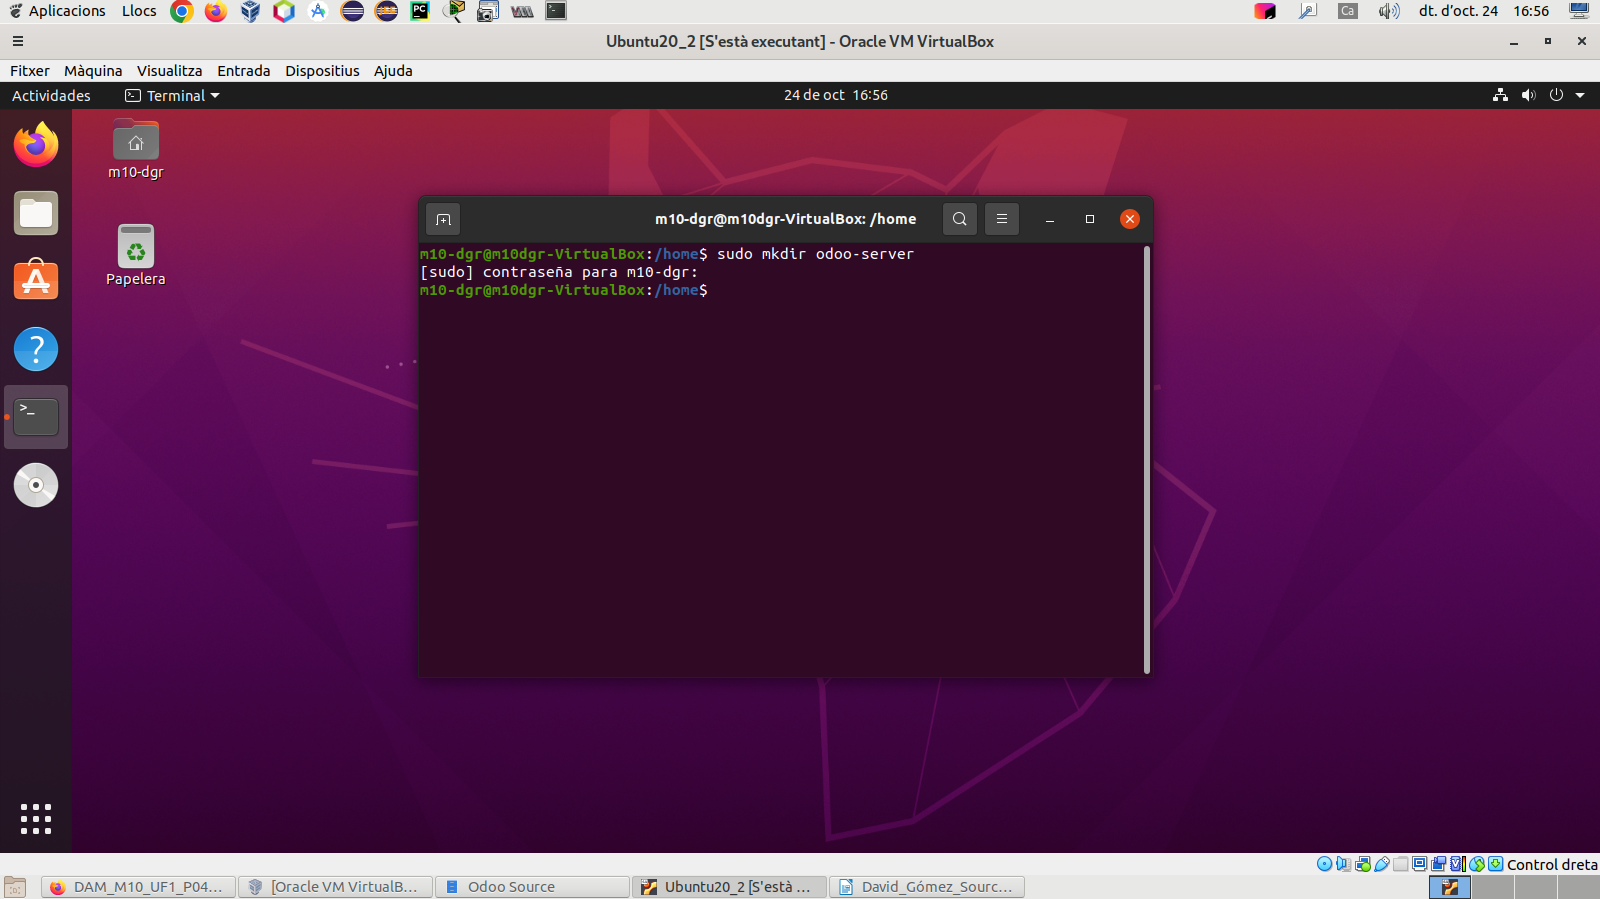 Aplicacions Llocs Ca dt. d'oct. 24 16:56
Ubuntu20_2 [S'està executant] - Oracle VM VirtualBox
Fitxer Màquina Visualitza Entrada Dispositius Ajuda
Actividades Terminal 24 de oct 16:56
m10-dgr
Papelera
m10-dgr@m10dgr-VirtualBox: /home
m10-dgr@m10dgr-VirtualBox:/home$ sudo mkdir odoo-server
[sudo] contraseña para m10-dgr:
m10-dgr@m10dgr-VirtualBox:/home$
Control dreta
DAM_M10_UF1_P04... [Oracle VM VirtualB... Odoo Source Ubuntu20_2 [S'està ... David_Gómez_Sourc...